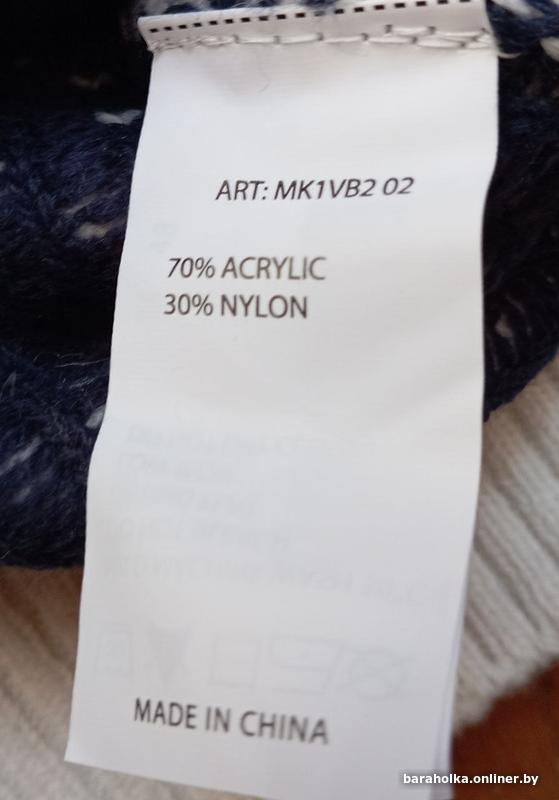 ART: MK1VB2 02
70% ACRYLIC
30% NYLON
MADE IN CHINA
baraholka.onliner.by